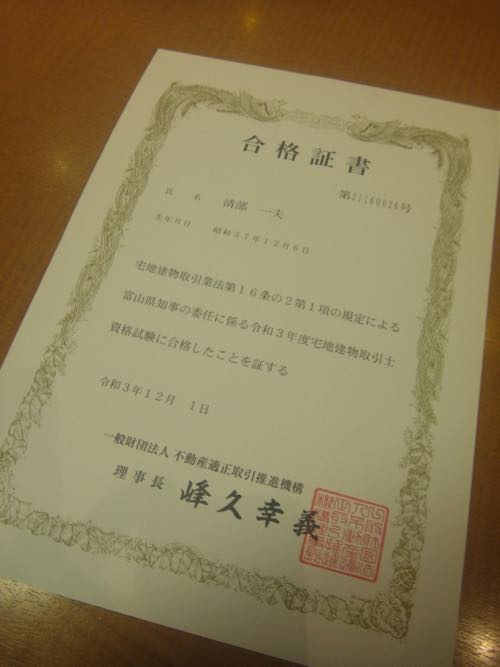 合格証書
第21160026号
氏 名 清部 一夫
生年月日 昭和37年12月6日
宅地建物取引業法第16条の2第1項の規定による
富山県知事の委任に係る令和3年度宅地建物取引士
資格試験に合格したことを証する
令和3年12月 1日
一般財団法人 不動産適正取引推進機構
理事長 峰久幸義